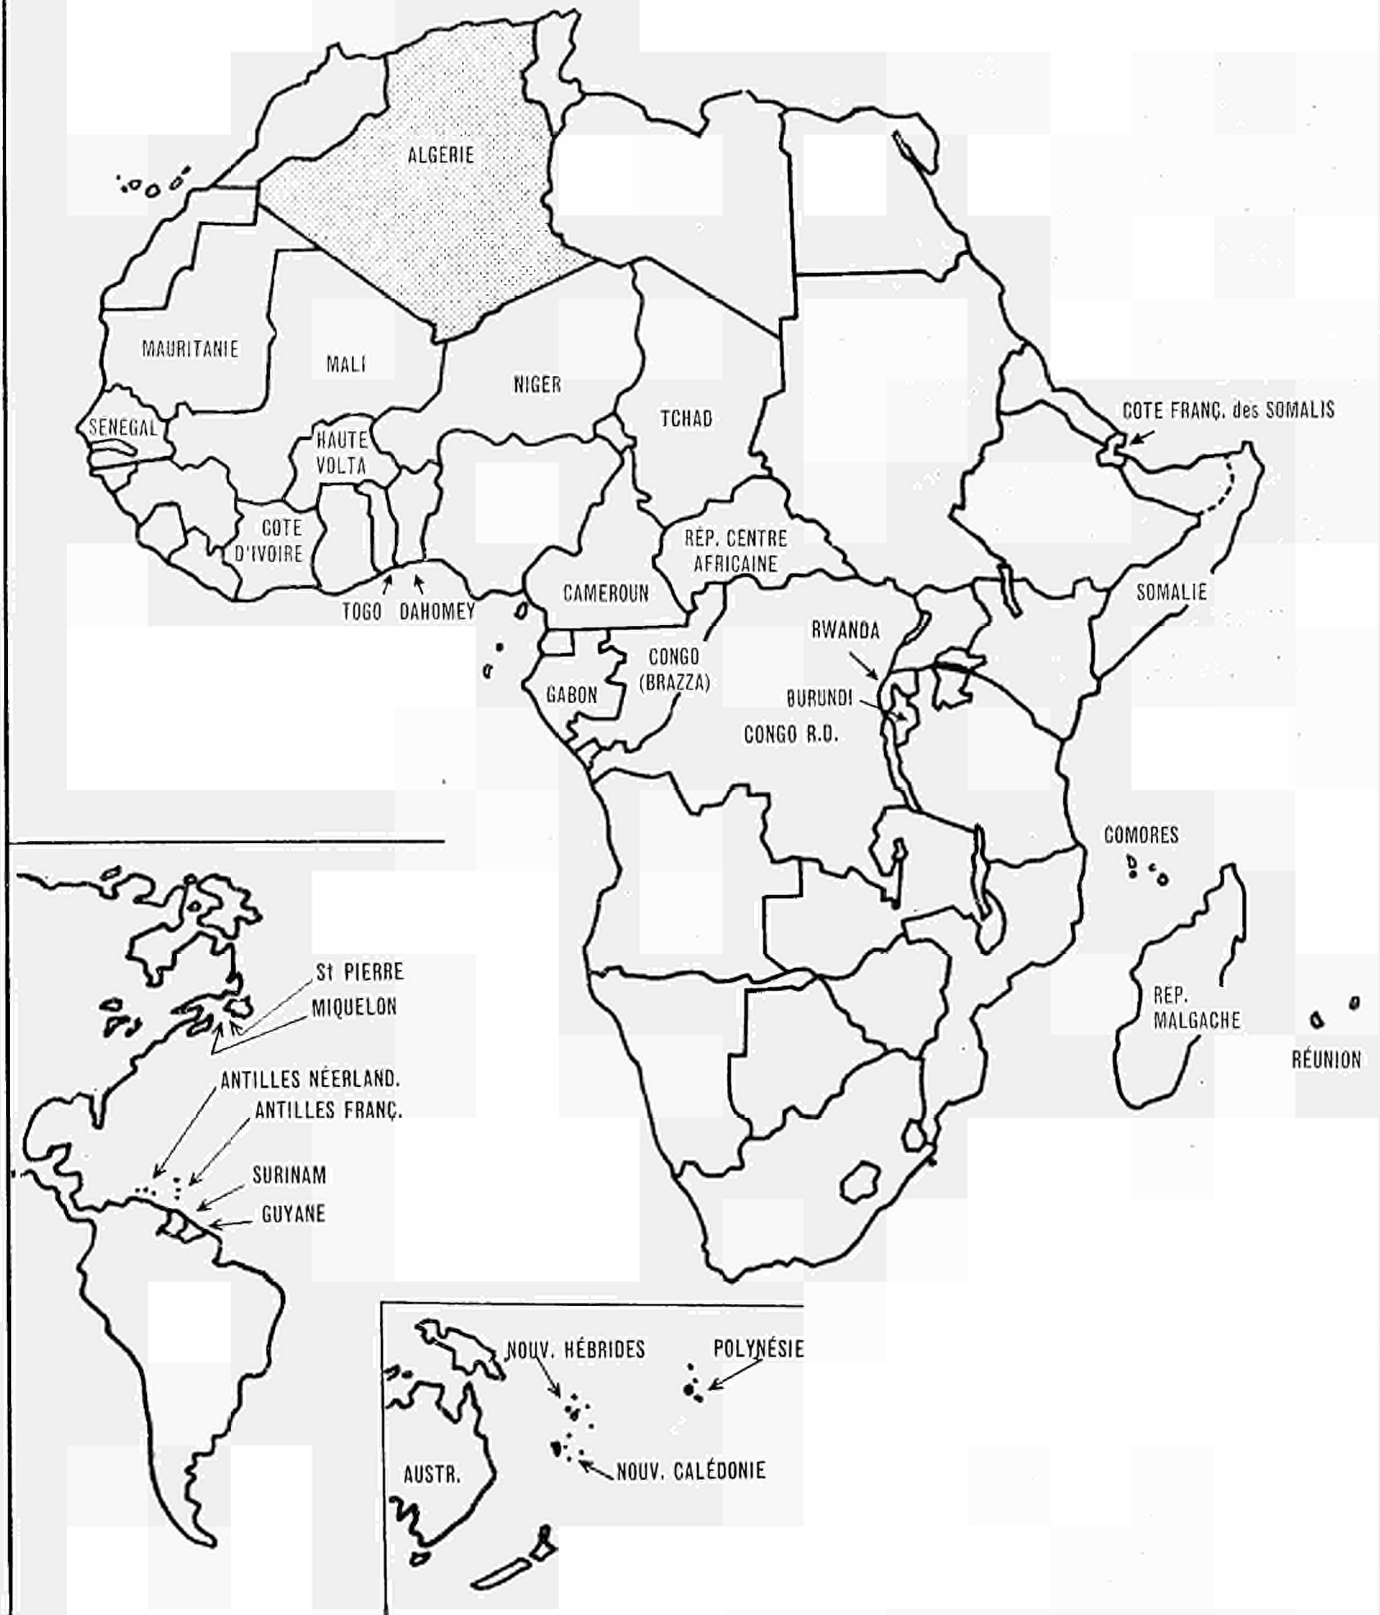 ALGERIE
MAURITANIE
MALI
NIGER
TCHAD
COTE FRANÇ. des SOMALIS
SÉNÉGAL
HAUTE
VOLTA
COTE
D'IVOIRE
RÉP. CENTRE
AFRICAINE
CAMEROUN
SOMALIE
TOGO
DAHOMEY
RWANDA
CONGO
(BRAZZA)
GABON
BURUNDI
CONGO R.D.
COMORES
St PIERRE
MIQUELON
RÉP.
MALGACHE
RÉUNION
ANTILLES NÉERLAND.
ANTILLES FRANÇ.
SURINAM
GUYANE
NOUV. HÉBRIDES
POLYNÉSIE
AUSTR.
NOUV. CALÉDONIE